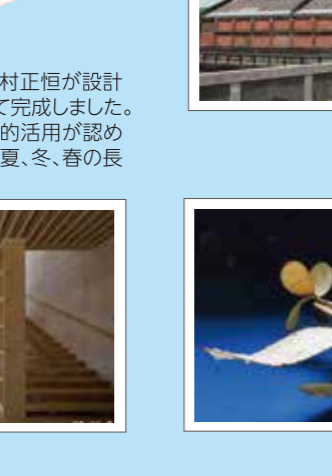 村正恒が設計
て完成しました。
的活用が認め
夏、冬、春の長